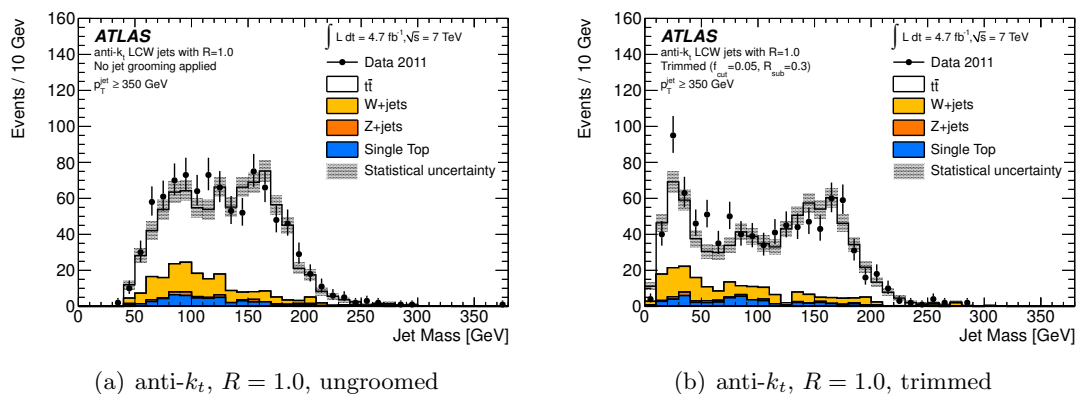 Events / 10 Gev
160
140
120
100
80
60
40
20
0
ATLAS
anti-kₜ LCW jets with R=1.0
No jet grooming applied
p_T^jet ≥ 350 GeV
∫ L dt = 4.7 fb⁻¹,√s = 7 TeV
Data 2011
tt̄
W+jets
Z+jets
Single Top
Statistical uncertainty
0 50 100 150 200 250 300 350
Jet Mass [GeV]
(a) anti-kₜ, R = 1.0, ungroomed
Events / 10 Gev
160
140
120
100
80
60
40
20
0
ATLAS
anti-kₜ LCW jets with R=1.0
Trimmed (f_cut=0.05, R_sub=0.3)
p_T^jet ≥ 350 GeV
∫ L dt = 4.7 fb⁻¹,√s = 7 TeV
Data 2011
tt̄
W+jets
Z+jets
Single Top
Statistical uncertainty
0 50 100 150 200 250 300 350
Jet Mass [GeV]
(b) anti-kₜ, R = 1.0, trimmed